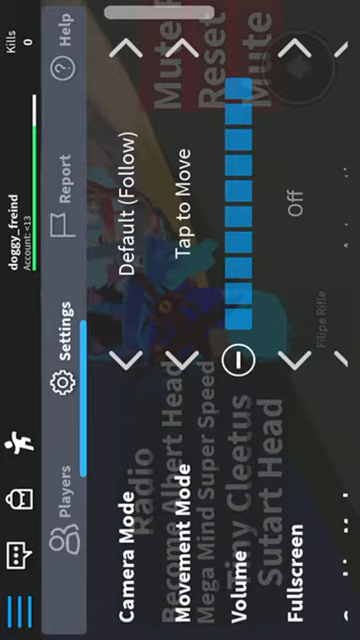 doggy_freind
Account: <13
Kills
0
Players
Settings
Report
Help
Camera Mode
Default (Follow)
Movement Mode
Tap to Move
Volume
Fullscreen
Off
Radio
Become Albert Head
Mega Mind Super Speed
Tiny Cleetus
Sutart Head
Reset
Mute
Filipe Rifle